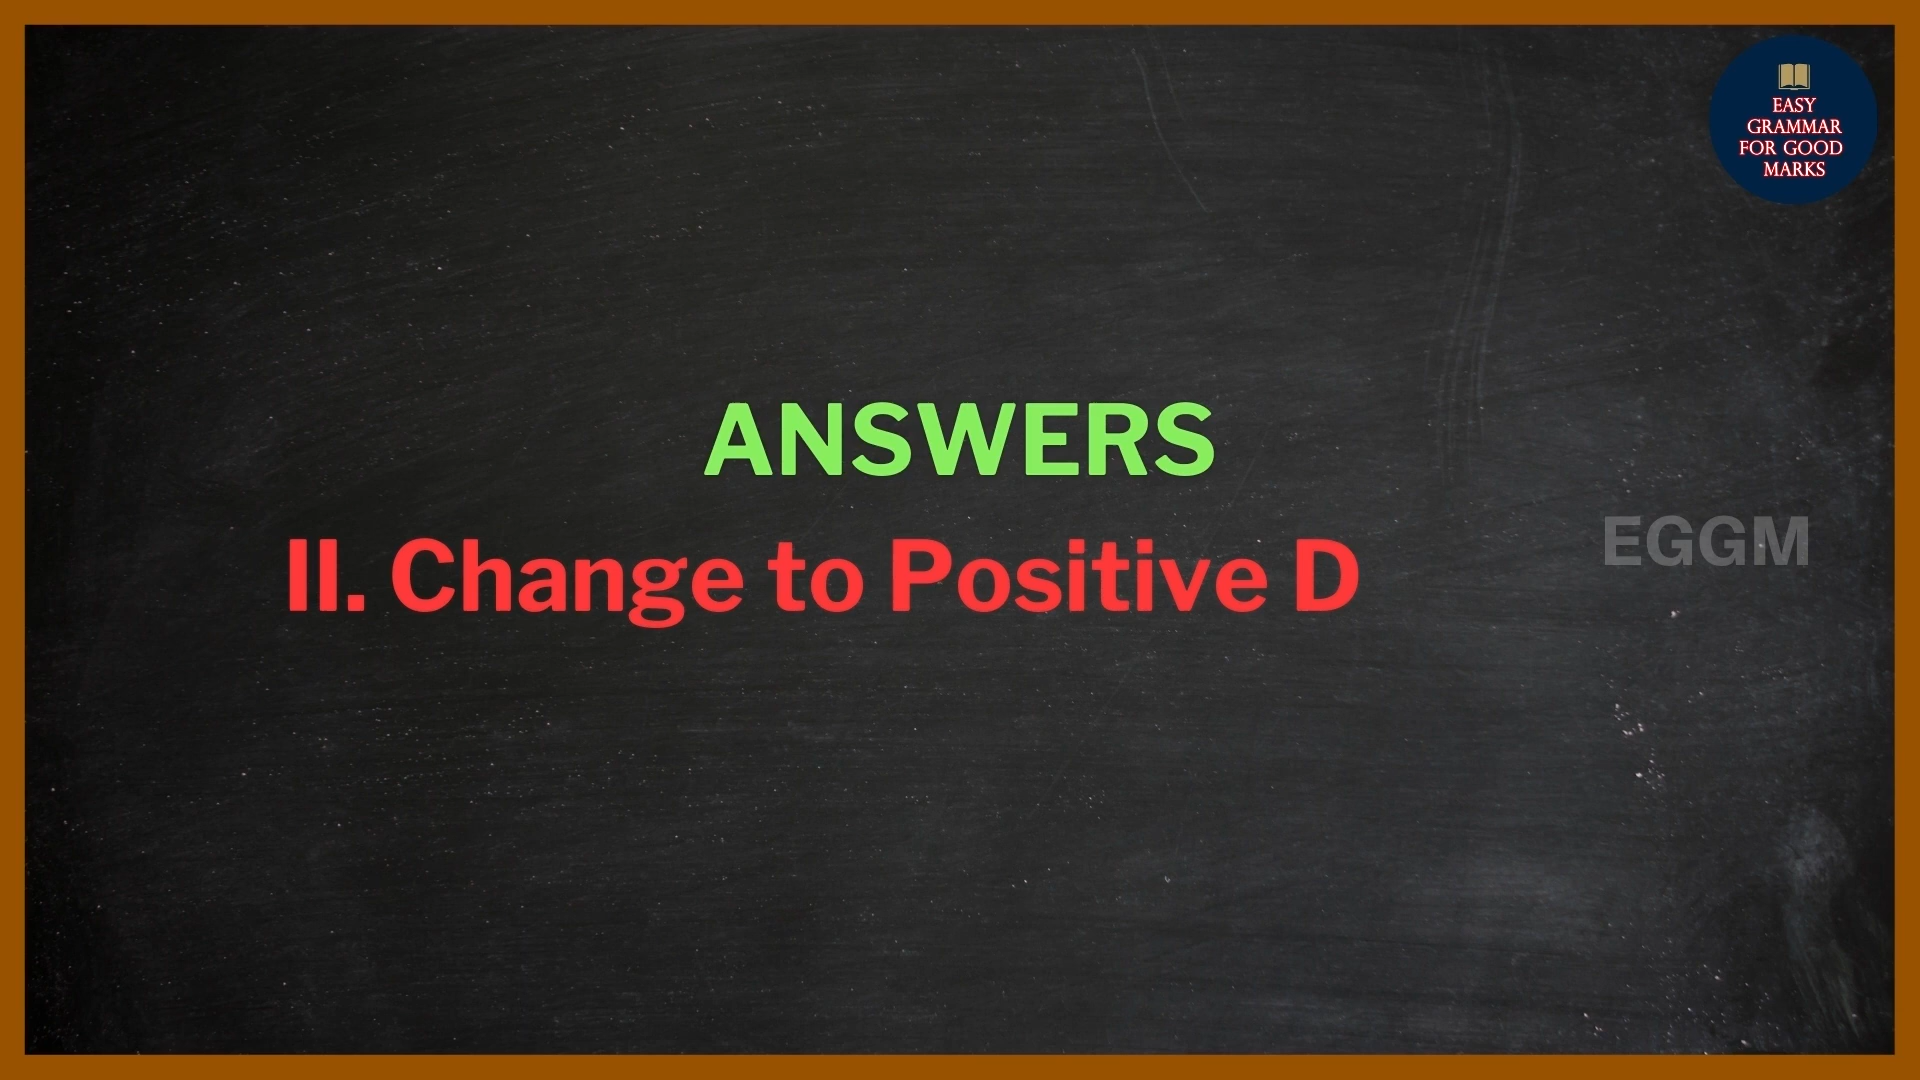 EASY
GRAMMAR
FOR GOOD
MARKS
ANSWERS
EGGM
II. Change to Positive D